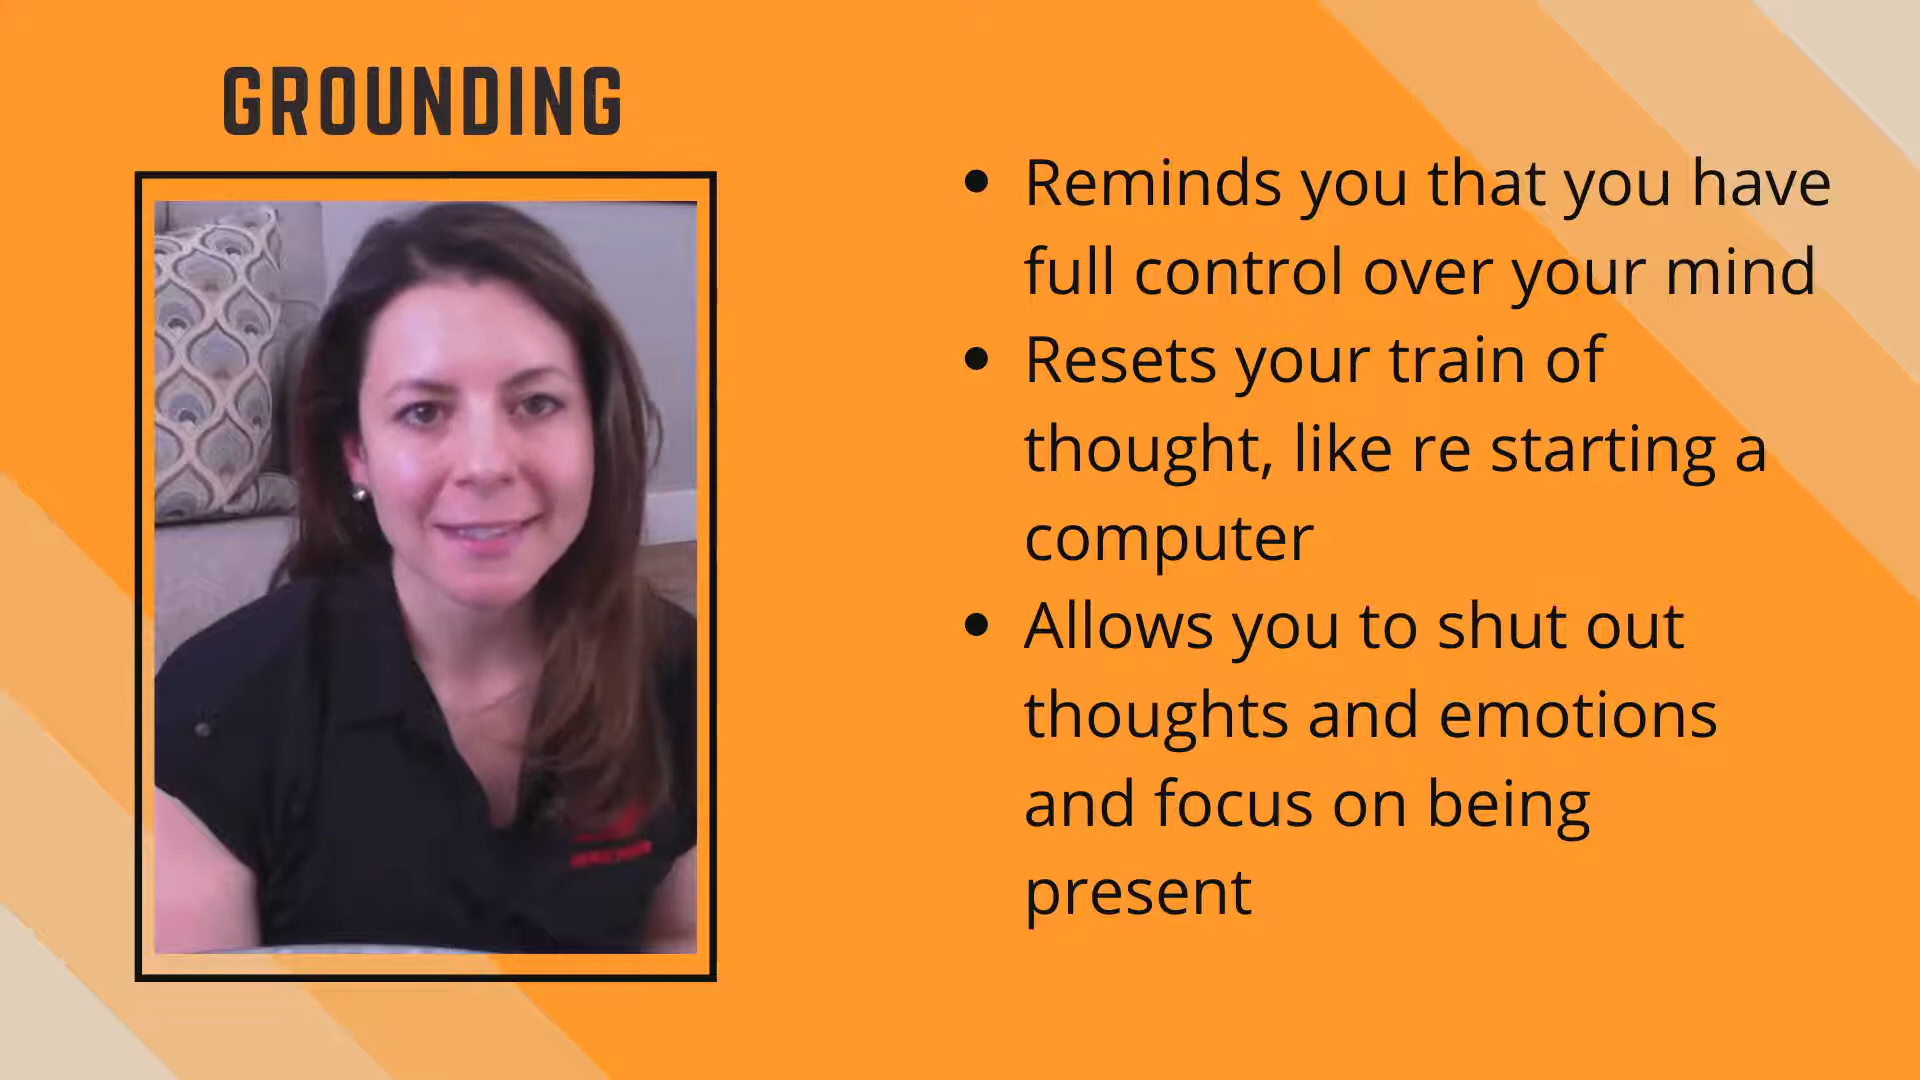 GROUNDING
• Reminds you that you have
full control over your mind
• Resets your train of
thought, like re starting a
computer
• Allows you to shut out
thoughts and emotions
and focus on being
present